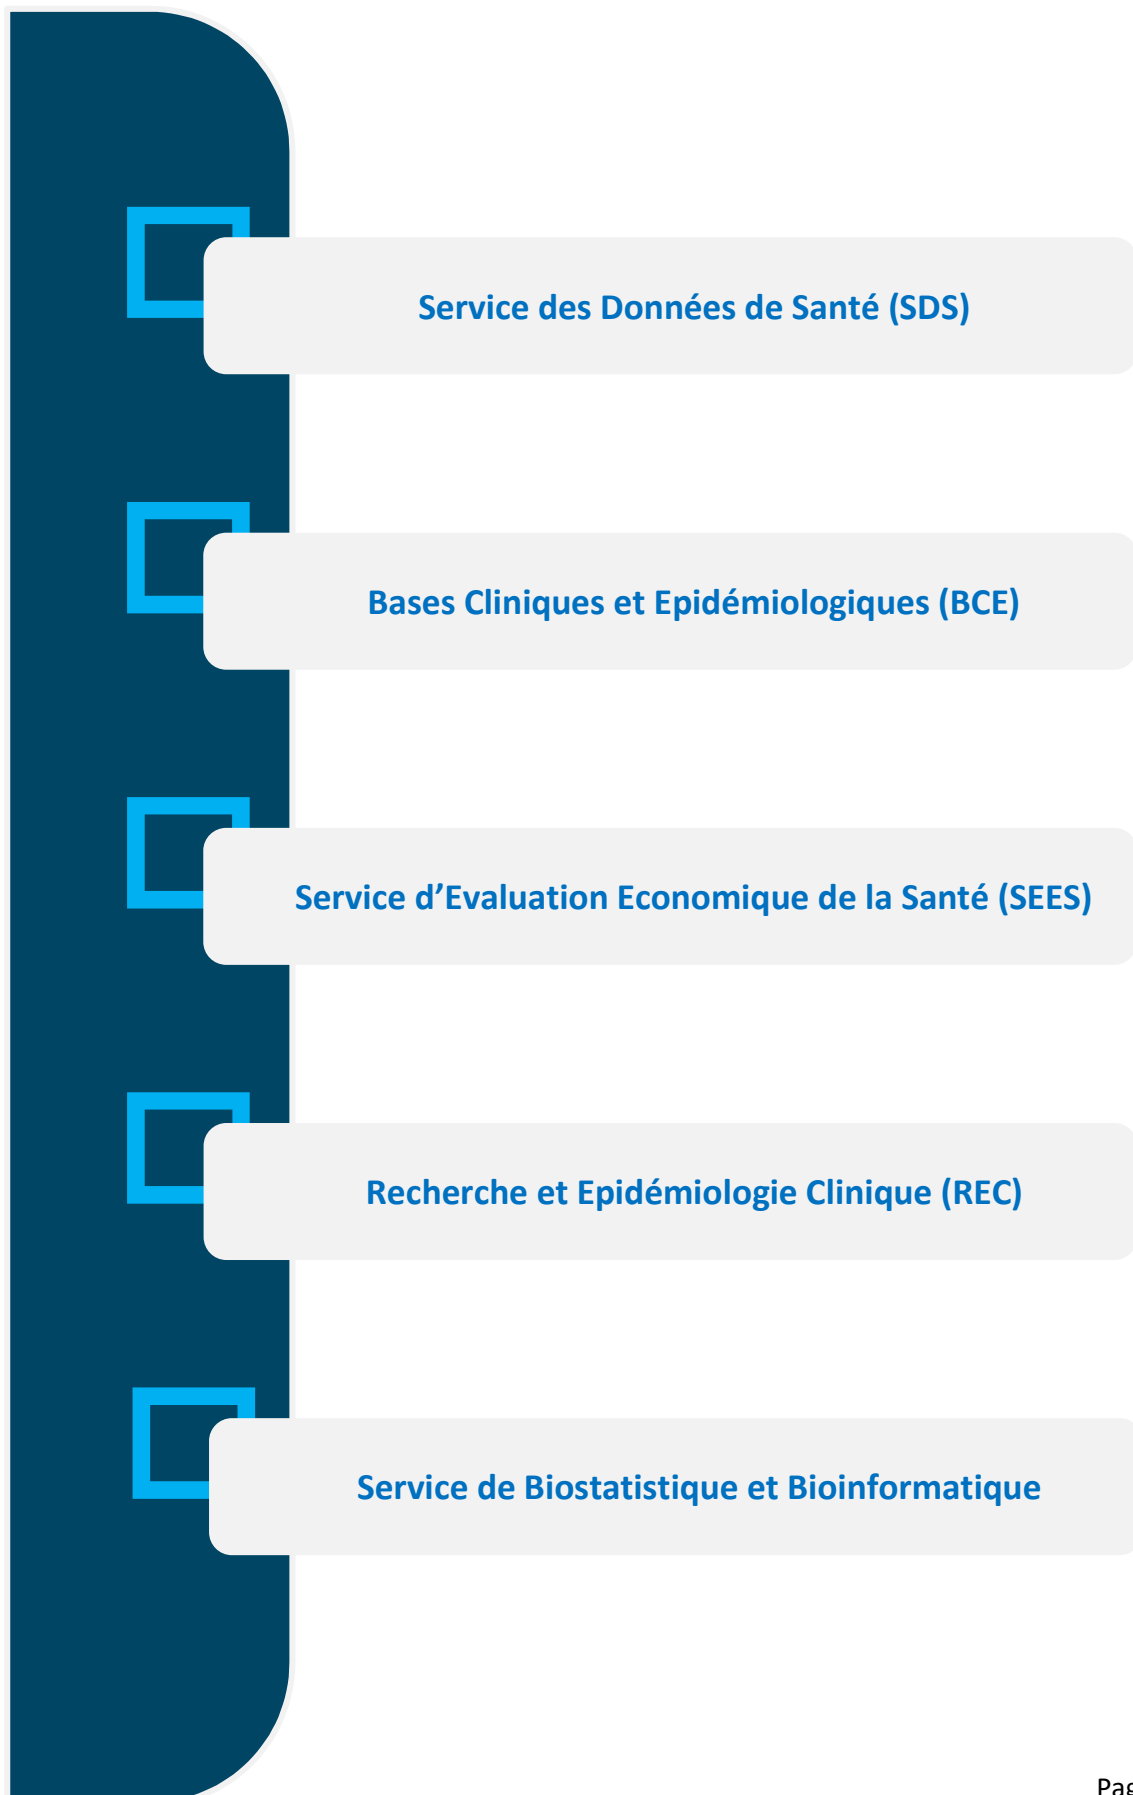 Service des Données de Santé (SDS)
Bases Cliniques et Epidémiologiques (BCE)
Service d’Evaluation Economique de la Santé (SEES)
Recherche et Epidémiologie Clinique (REC)
Service de Biostatistique et Bioinformatique